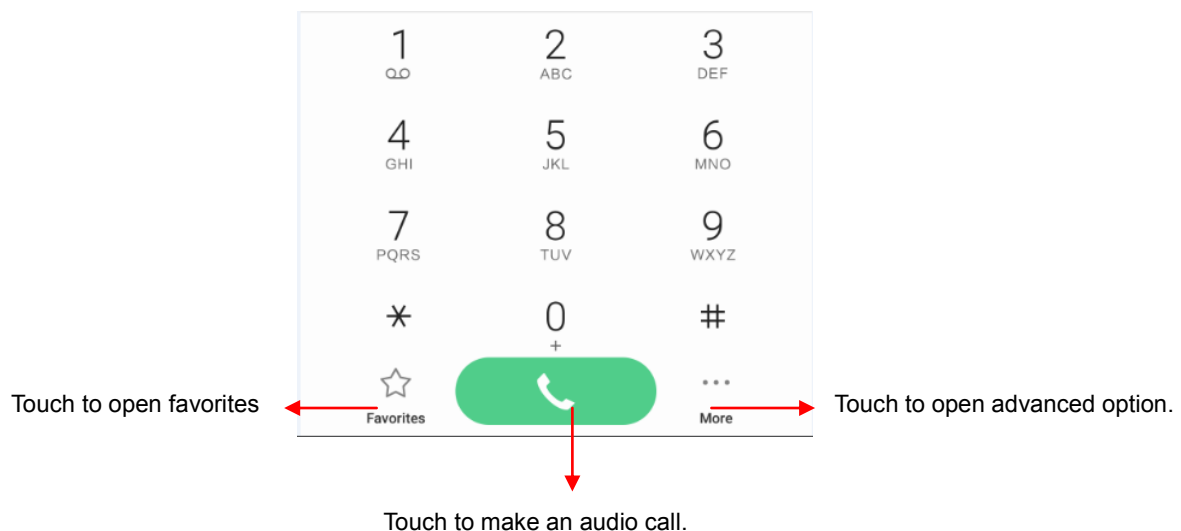 1 2 3
ABC DEF
4 5 6
GHI JKL MNO
7 8 9
PQRS TUV WXYZ
* 0 #
+
Touch to open favorites
Favorites
...
More
Touch to open advanced option.
Touch to make an audio call.